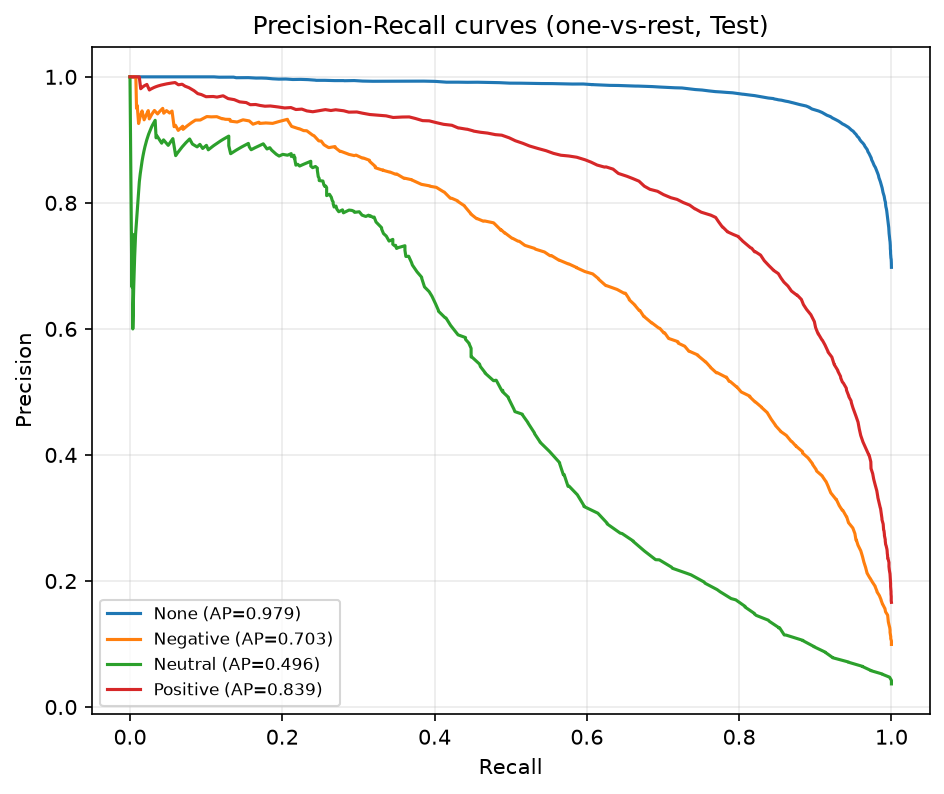 Precision-Recall curves (one-vs-rest, Test)
1.0
0.8
0.6
0.4
0.2
0.0
Precision
None (AP=0.979)
Negative (AP=0.703)
Neutral (AP=0.496)
Positive (AP=0.839)
0.0 0.2 0.4 0.6 0.8 1.0
Recall